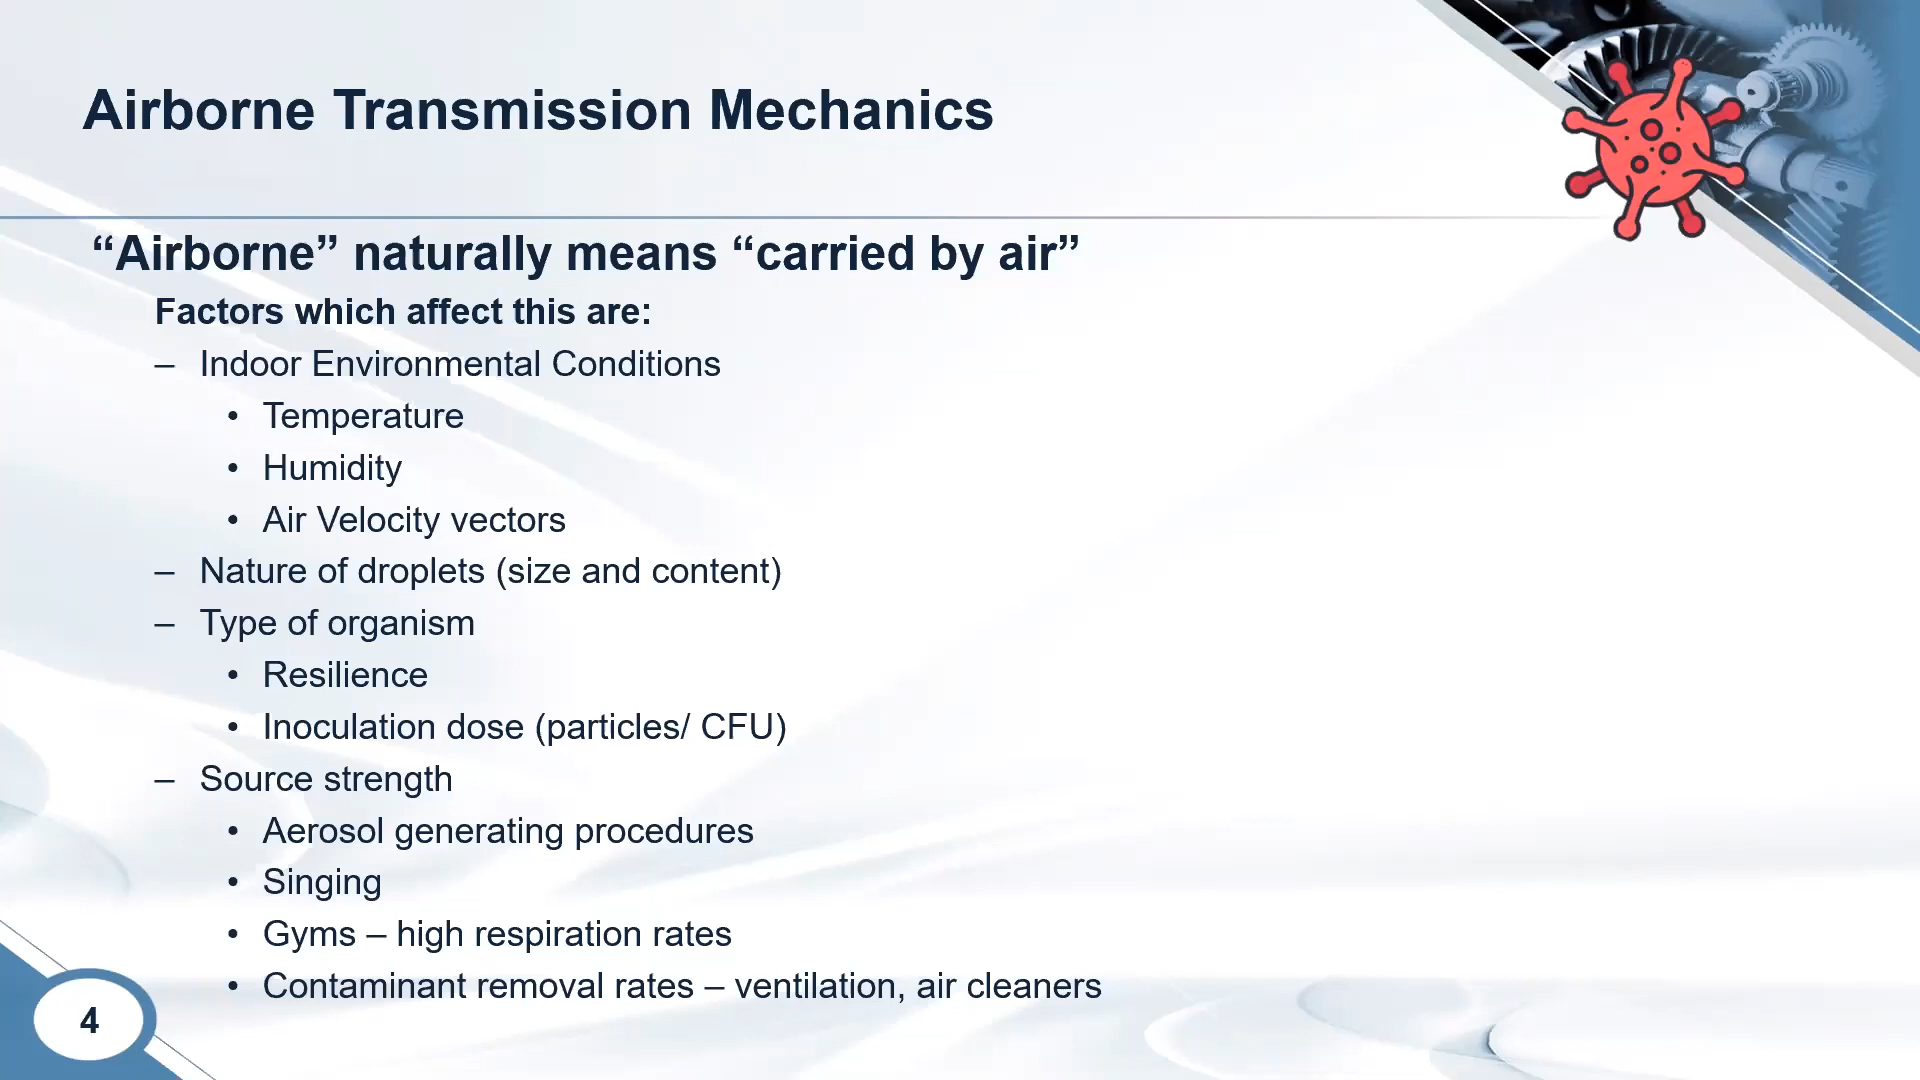 Airborne Transmission Mechanics
“Airborne” naturally means “carried by air”
Factors which affect this are:
– Indoor Environmental Conditions
• Temperature
• Humidity
• Air Velocity vectors
– Nature of droplets (size and content)
– Type of organism
• Resilience
• Inoculation dose (particles/ CFU)
– Source strength
• Aerosol generating procedures
• Singing
• Gyms – high respiration rates
• Contaminant removal rates – ventilation, air cleaners
4